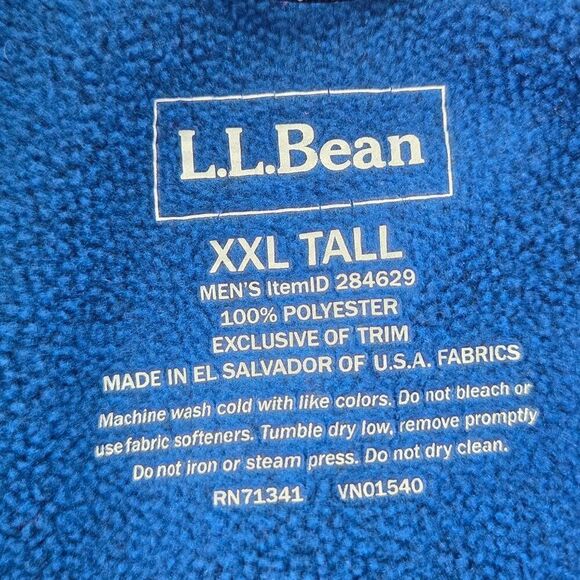 L.L.Bean
XXL TALL
MEN'S ItemID 284629
100% POLYESTER
EXCLUSIVE OF TRIM
MADE IN EL SALVADOR OF U.S.A. FABRICS
Machine wash cold with like colors. Do not bleach or
use fabric softeners. Tumble dry low, remove promptly
Do not iron or steam press. Do not dry clean.
RN71341 VN01540